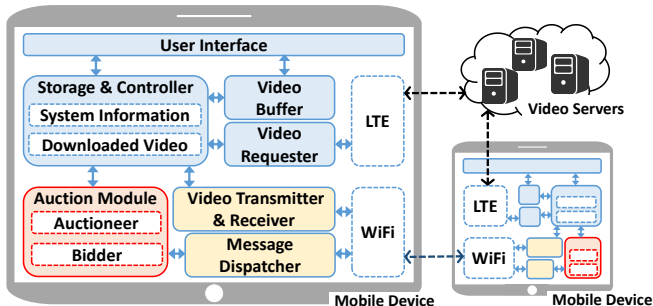 User Interface
Storage & Controller
System Information
Downloaded Video
Video
Buffer
Video
Requester
LTE
Auction Module
Auctioneer
Bidder
Video Transmitter
& Receiver
Message
Dispatcher
WiFi
Mobile Device
Video Servers
LTE
WiFi
Mobile Device